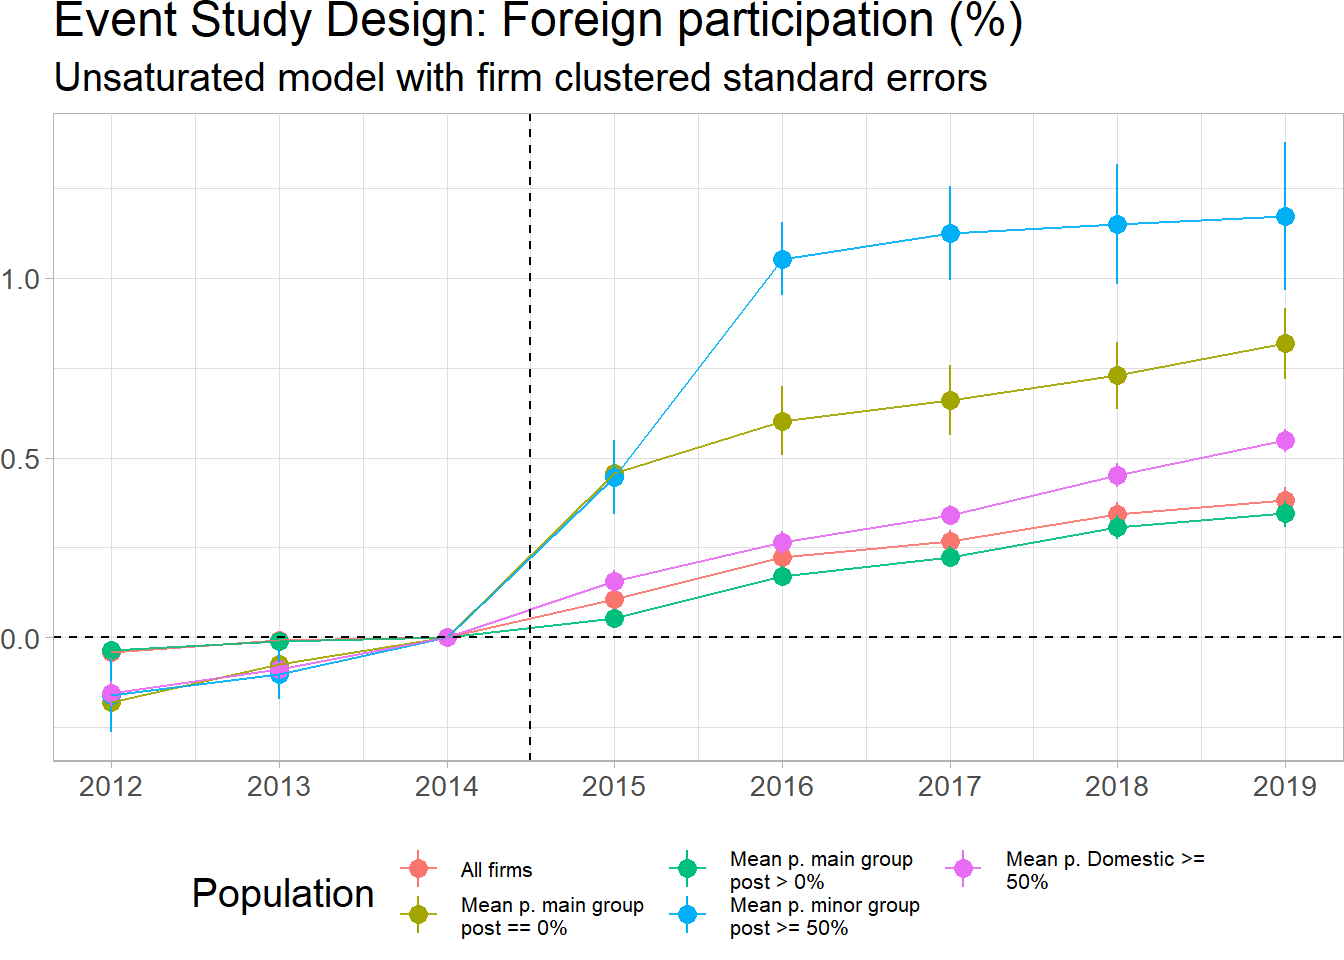 Event Study Design: Foreign participation (%)
Unsaturated model with firm clustered standard errors
1.0
0.5
0.0
2012 2013 2014 2015 2016 2017 2018 2019
Population
All firms
Mean p. main group
post == 0%
Mean p. main group
post > 0%
Mean p. minor group
post >= 50%
Mean p. Domestic >=
50%